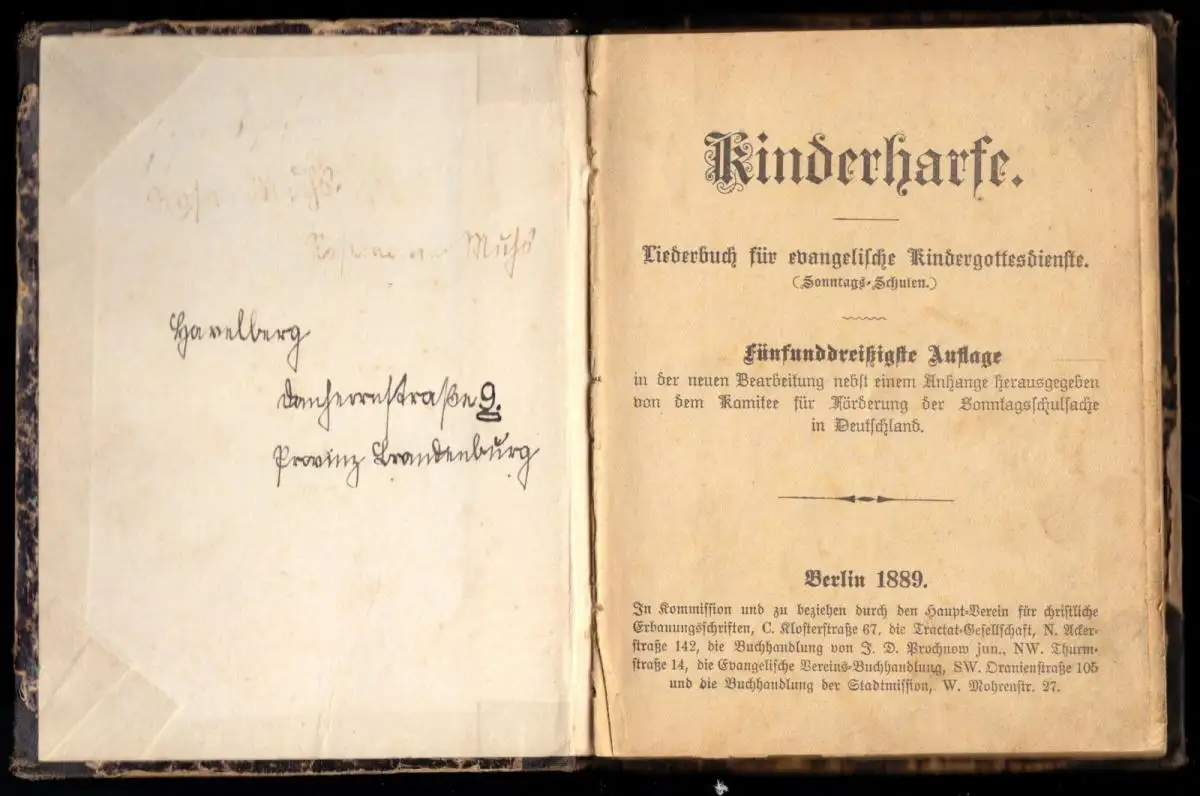 Muhs
Havelberg
Domherrnstraße 9.
Provinz Brandenburg
Kinderharfe.
Liederbuch für evangelische Kindergottesdienste.
(Sonntags-Schulen.)
Fünfunddreißigste Auflage
in der neuen Bearbeitung nebst einem Anhange herausgegeben
von dem Komitee für Förderung der Sonntagsschulsache
in Deutschland.
Berlin 1889.
In Kommission und zu beziehen durch den Haupt-Verein für christliche
Erbauungsschriften, C. Klosterstraße 67, die Tractat-Gesellschaft, N. Acker-
straße 142, die Buchhandlung von J. D. Prochnow jun., NW. Thurm-
straße 14, die Evangelische Vereins-Buchhandlung, SW. Oranienstraße 105
und die Buchhandlung der Stadtmission, W. Mohrenstr. 27.